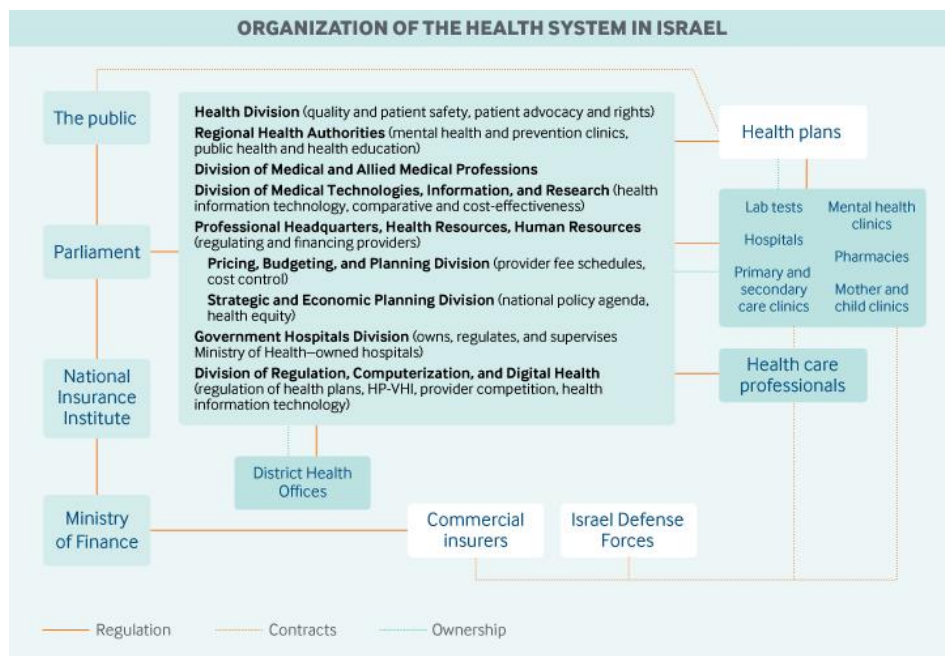 ORGANIZATION OF THE HEALTH SYSTEM IN ISRAEL
The public
Parliament
National
Insurance
Institute
Ministry
of Finance
Health Division (quality and patient safety, patient advocacy and rights)
Regional Health Authorities (mental health and prevention clinics,
public health and health education)
Division of Medical and Allied Medical Professions
Division of Medical Technologies, Information, and Research (health
information technology, comparative and cost-effectiveness)
Professional Headquarters, Health Resources, Human Resources
(regulating and financing providers)
Pricing, Budgeting, and Planning Division (provider fee schedules,
cost control)
Strategic and Economic Planning Division (national policy agenda,
health equity)
Government Hospitals Division (owns, regulates, and supervises
Ministry of Health—owned hospitals)
Division of Regulation, Computerization, and Digital Health
(regulation of health plans, HP-VHI, provider competition, health
information technology)
District Health
Offices
Health plans
Lab tests
Hospitals
Primary and
secondary
care clinics
Mental health
clinics
Pharmacies
Mother and
child clinics
Health care
professionals
Commercial
insurers
Israel Defense
Forces
Regulation
Contracts
Ownership